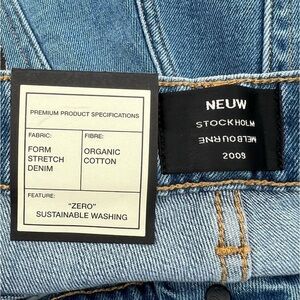 PREMIUM PRODUCT SPECIFICATIONS
FABRIC:
FORM
STRETCH
DENIM
FIBRE:
ORGANIC
COTTON
FEATURE:
"ZERO"
SUSTAINABLE WASHING
NEUW
STOCKHOLM
MELBOURNE
2009